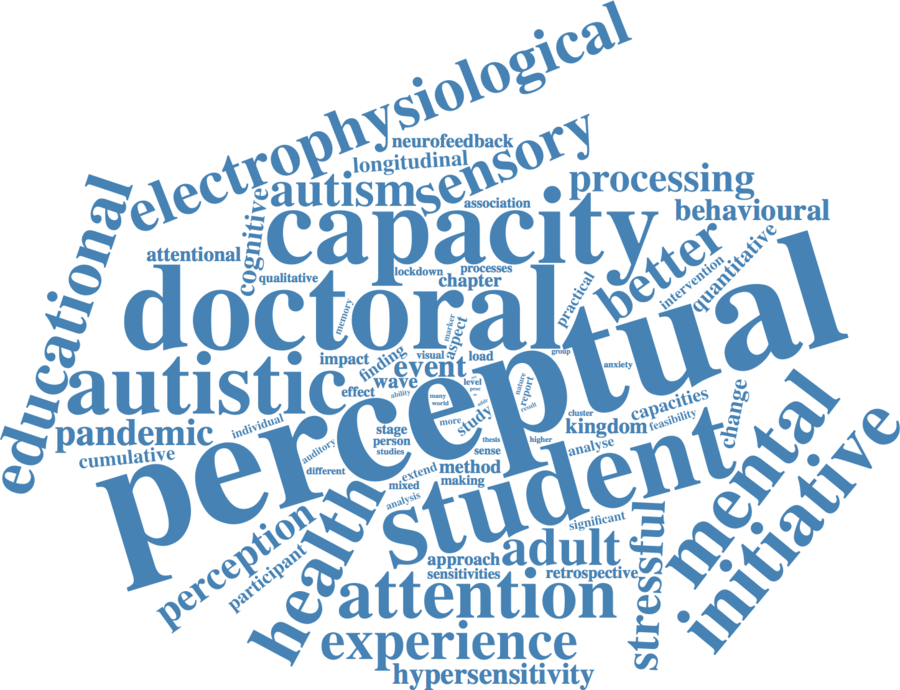 electrophysiological
neurofeedback
longitudinal
sensory
autism
processing
association
behavioural
cognitive
capacity
educational
attentional
qualitative
lockdown
processes
chapter
better
intervention
quantitative
doctoral
memory
marker
aspect
practical
perceptual
autistic
impact
finding
visual
load
group
anxiety
event
wave
effect
ability
level
many
world
nature
report
result
more
study
cluster
capacities
feasibility
kingdom
change
pandemic
individual
cumulative
auditory
stage
person
studies
thesis
sense
higher
analyse
different
extend
method
making
mixed
analysis
student
mental
initiative
health
significant
perception
participant
approach
adult
sensitivities
retrospective
stressful
attention
experience
hypersensitivity